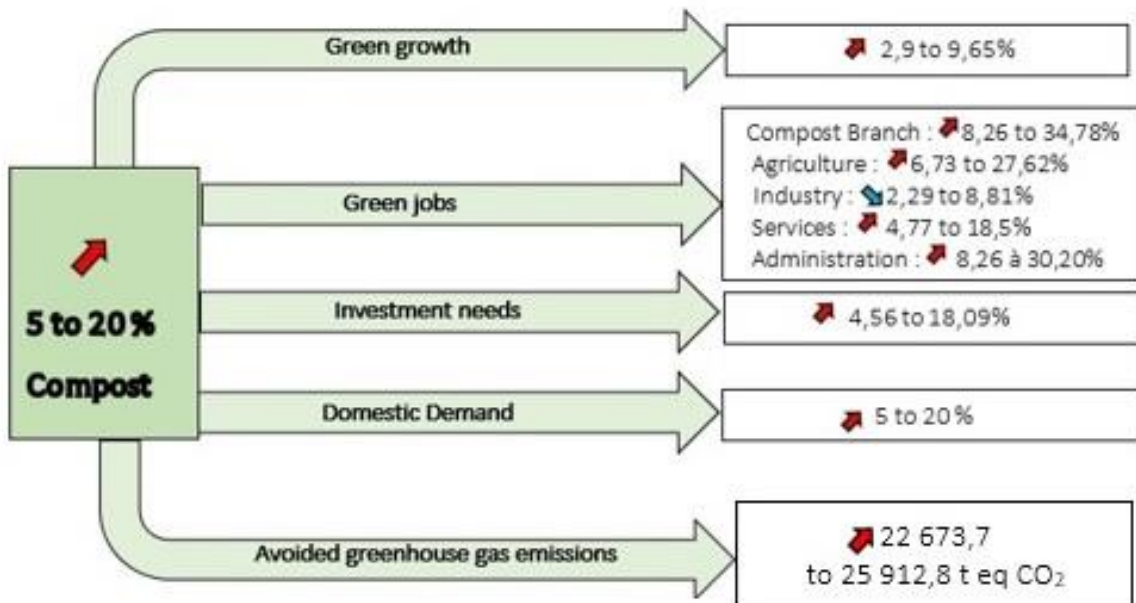 Green growth
2,9 to 9,65%
Compost Branch : 8,26 to 34,78%
Agriculture : 6,73 to 27,62%
Industry : 2,29 to 8,81%
Services : 4,77 to 18,5%
Administration : 8,26 à 30,20%
Green jobs
5 to 20%
Compost
Investment needs
4,56 to 18,09%
Domestic Demand
5 to 20%
Avoided greenhouse gas emissions
22 673,7
to 25 912,8 t eq CO₂